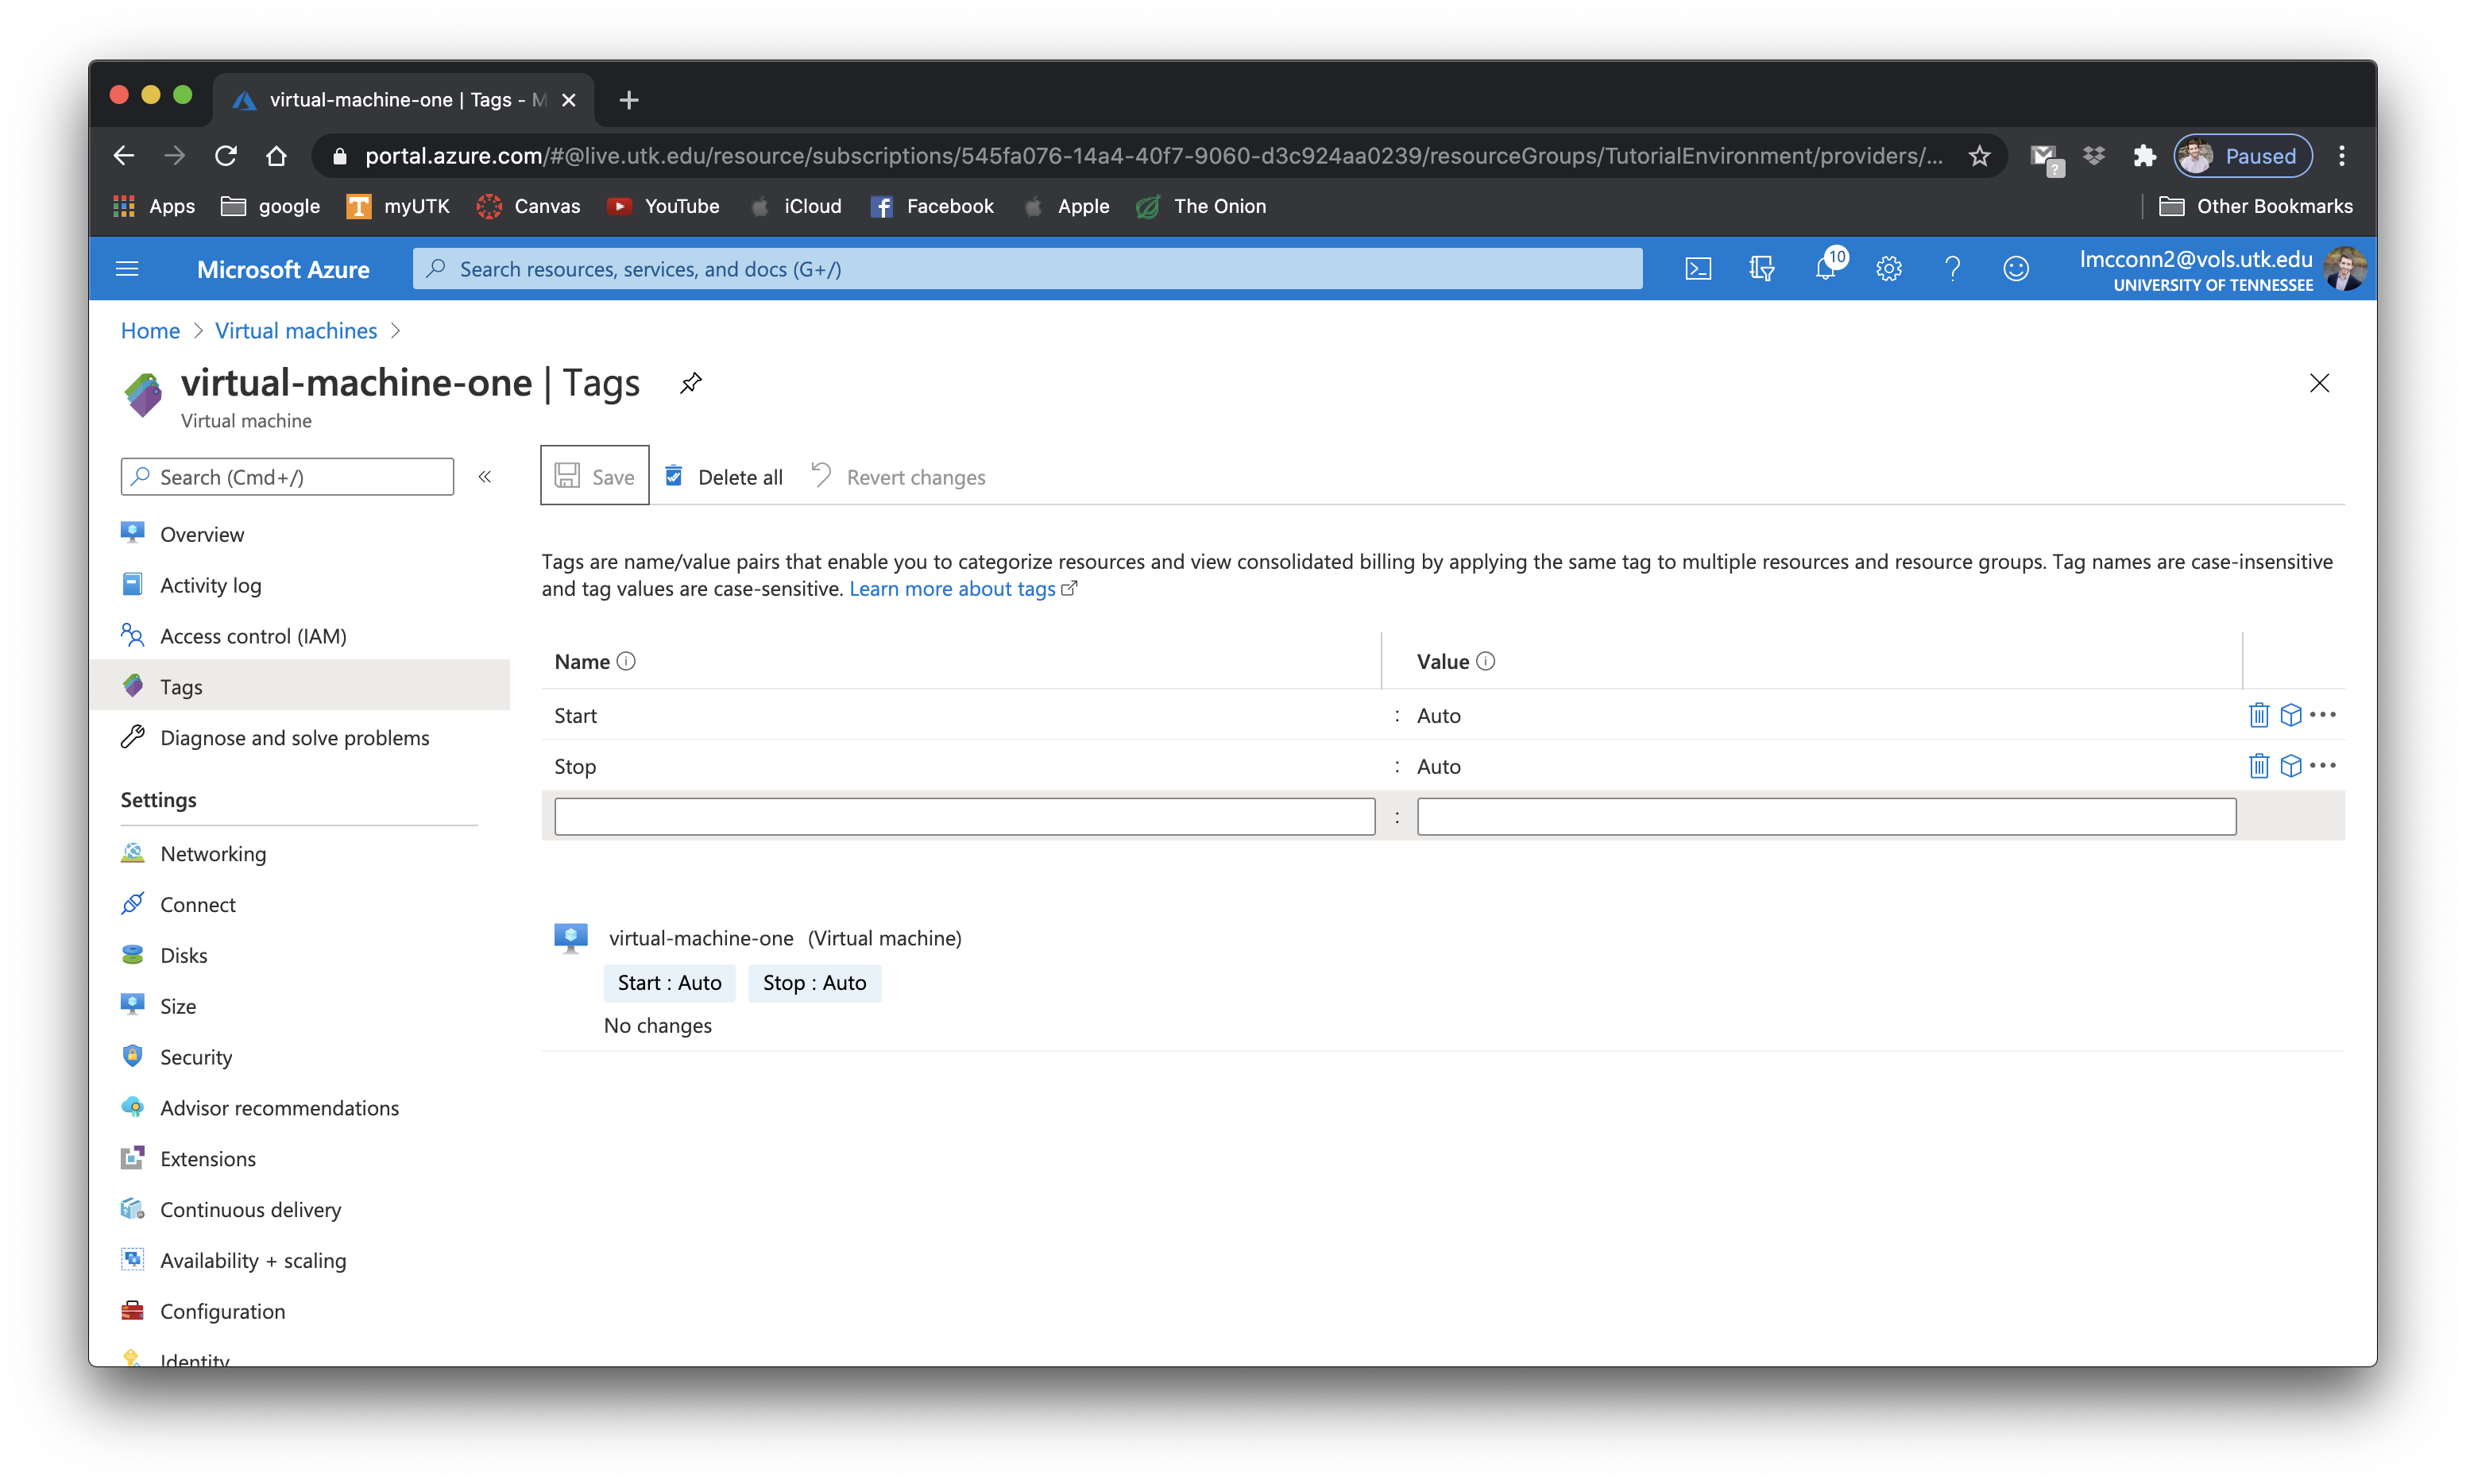 virtual-machine-one | Tags - M
portal.azure.com/#@live.utk.edu/resource/subscriptions/545fa076-14a4-40f7-9060-d3c924aa0239/resourceGroups/TutorialEnvironment/providers/...
?
Paused
Apps google myUTK Canvas YouTube iCloud Facebook Apple The Onion Other Bookmarks
Microsoft Azure
Search resources, services, and docs (G+/)
10
lmcconn2@vols.utk.edu
UNIVERSITY OF TENNESSEE
Home > Virtual machines >
virtual-machine-one | Tags
Virtual machine
Search (Cmd+/)
«
Overview
Activity log
Access control (IAM)
Tags
Diagnose and solve problems
Settings
Networking
Connect
Disks
Size
Security
Advisor recommendations
Extensions
Continuous delivery
Availability + scaling
Configuration
Identity
Save Delete all Revert changes
Tags are name/value pairs that enable you to categorize resources and view consolidated billing by applying the same tag to multiple resources and resource groups. Tag names are case-insensitive
and tag values are case-sensitive. Learn more about tags
Name Value
Start : Auto
Stop : Auto
:
virtual-machine-one (Virtual machine)
Start : Auto Stop : Auto
No changes